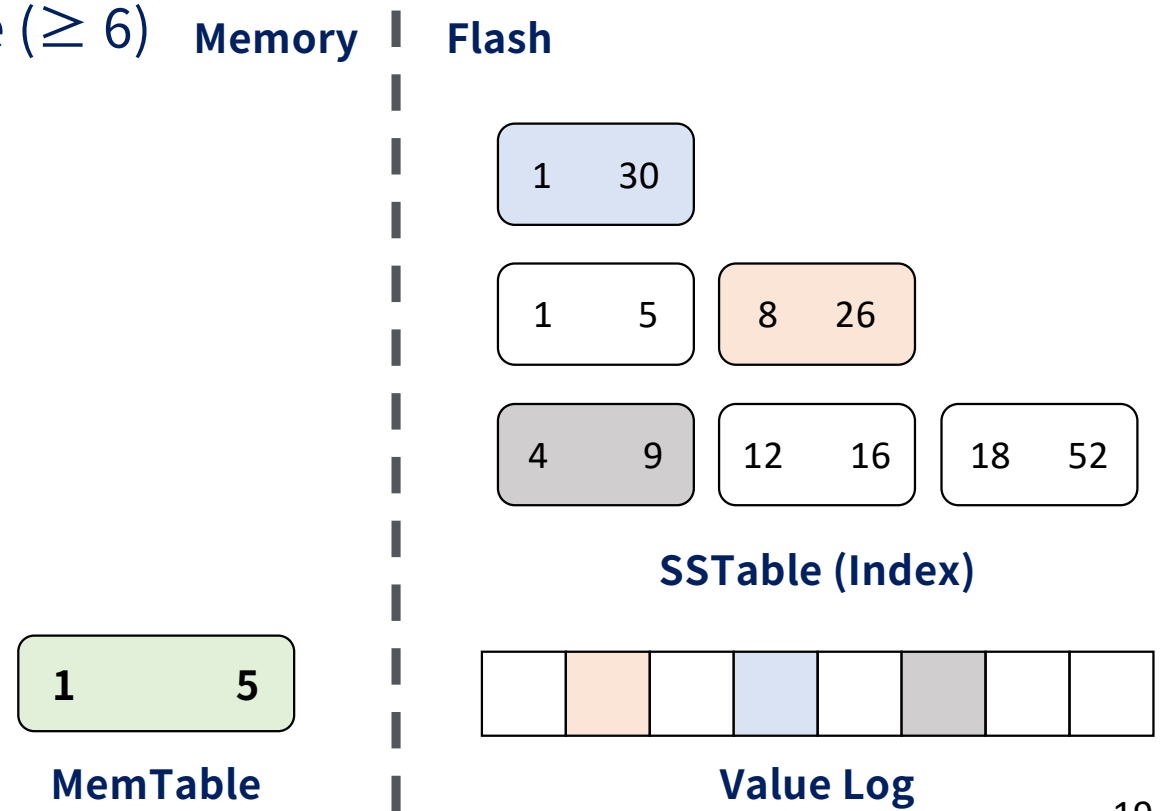 e (≥ 6)
Memory
Flash
1 30
1 5
8 26
4 9
12 16
18 52
SSTable (Index)
1 5
MemTable
Value Log